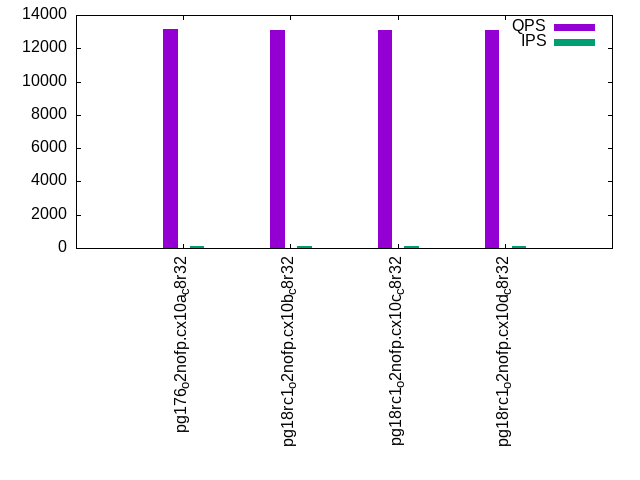 14000
12000
10000
8000
6000
4000
2000
0
QPS
IPS
pg176o2nofp.cx10ac8r32
pg18rc1o2nofp.cx10bc8r32
pg18rc1o2nofp.cx10cc8r32
pg18rc1o2nofp.cx10dc8r32